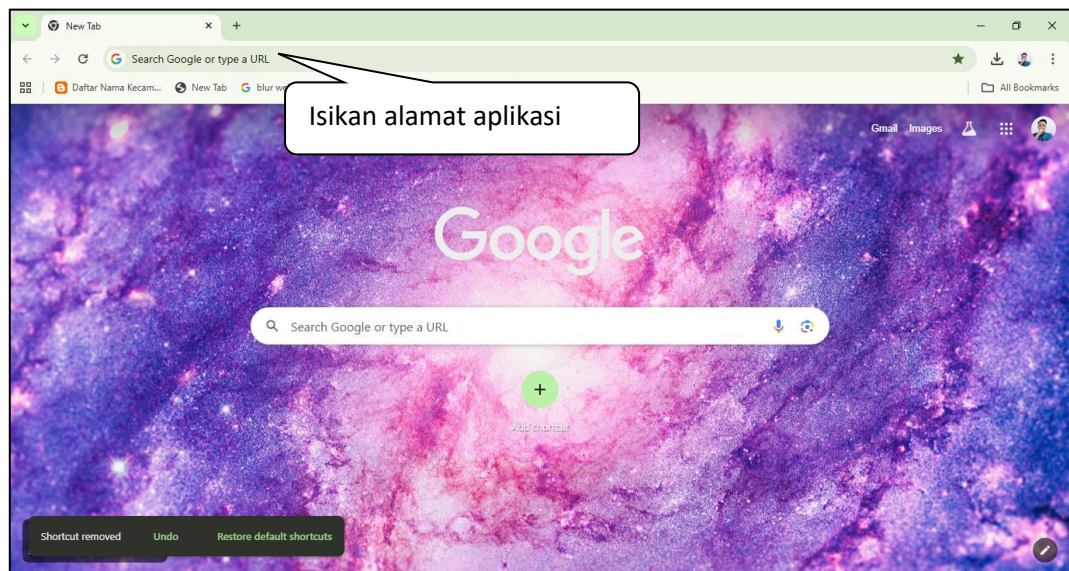 New Tab
Search Google or type a URL
Daftar Nama Kecam...
New Tab
blur we
All Bookmarks
Isikan alamat aplikasi
Gmail Images
Google
Search Google or type a URL
Add shortcut
Shortcut removed Undo Restore default shortcuts